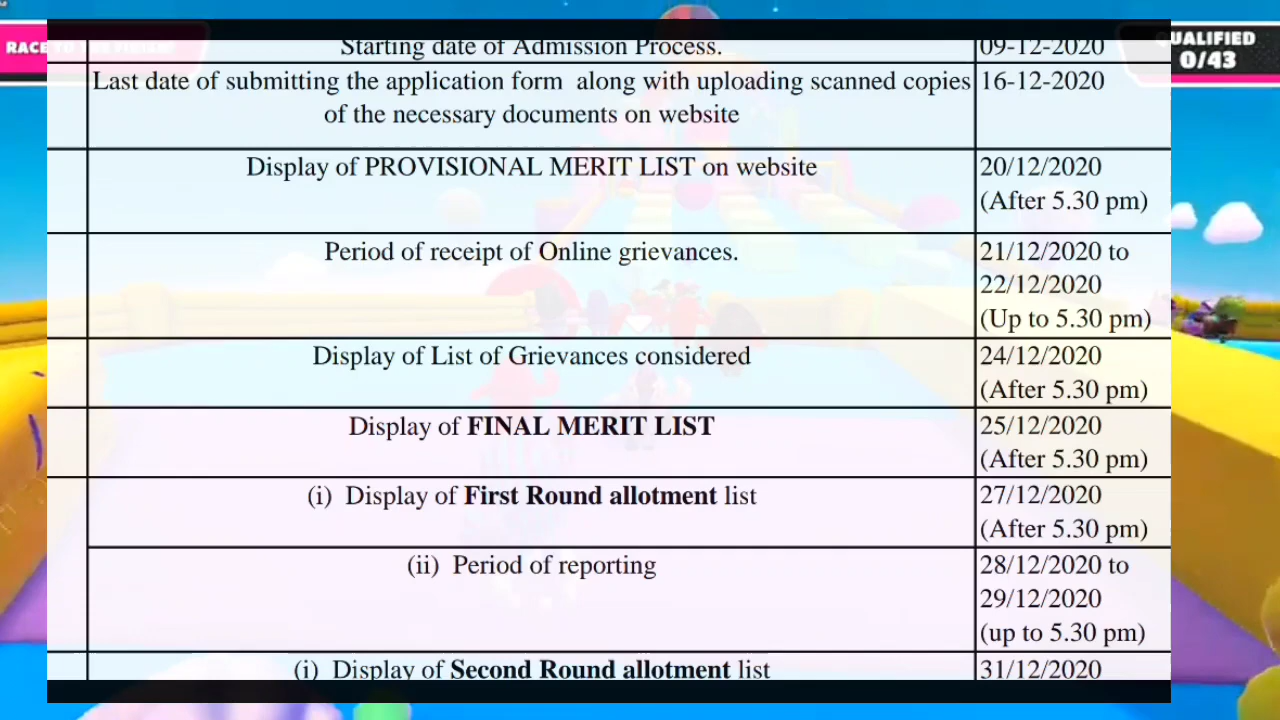 RACE
UALIFIED
0/43
Starting date of Admission Process.
09-12-2020
Last date of submitting the application form along with uploading scanned copies
of the necessary documents on website
16-12-2020
Display of PROVISIONAL MERIT LIST on website
20/12/2020
(After 5.30 pm)
Period of receipt of Online grievances.
21/12/2020 to
22/12/2020
(Up to 5.30 pm)
Display of List of Grievances considered
24/12/2020
(After 5.30 pm)
Display of FINAL MERIT LIST
25/12/2020
(After 5.30 pm)
(i) Display of First Round allotment list
27/12/2020
(After 5.30 pm)
(ii) Period of reporting
28/12/2020 to
29/12/2020
(up to 5.30 pm)
(i) Display of Second Round allotment list
31/12/2020